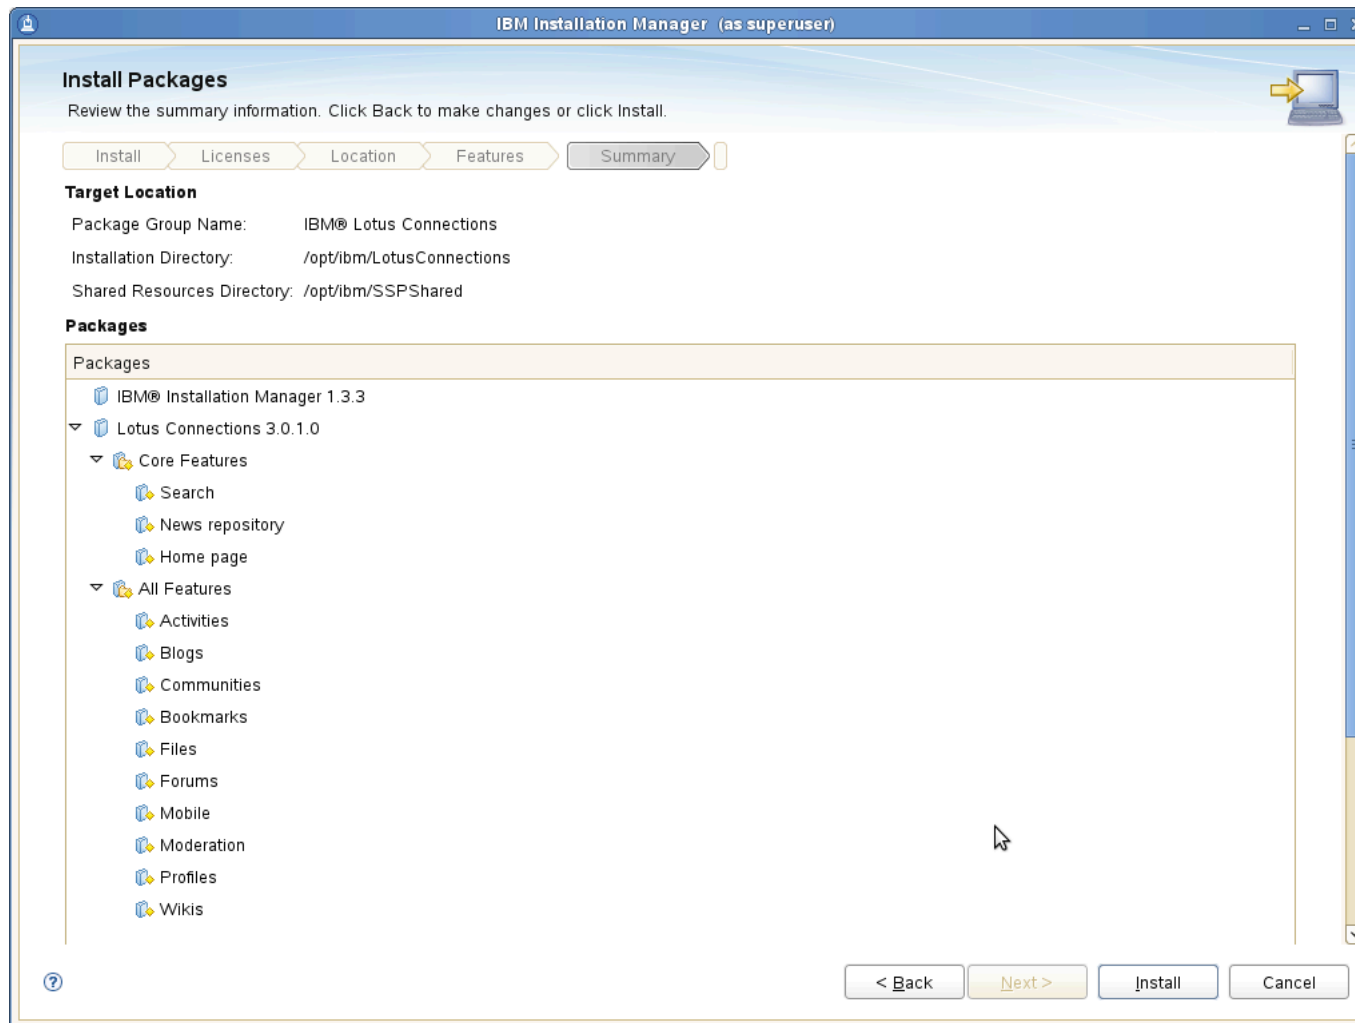 IBM Installation Manager (as superuser)
Install Packages
Review the summary information. Click Back to make changes or click Install.
Install Licenses Location Features Summary
Target Location
Package Group Name: IBM® Lotus Connections
Installation Directory: /opt/ibm/LotusConnections
Shared Resources Directory: /opt/ibm/SSPShared
Packages
Packages
IBM® Installation Manager 1.3.3
Lotus Connections 3.0.1.0
Core Features
Search
News repository
Home page
All Features
Activities
Blogs
Communities
Bookmarks
Files
Forums
Mobile
Moderation
Profiles
Wikis
? < Back Next > Install Cancel